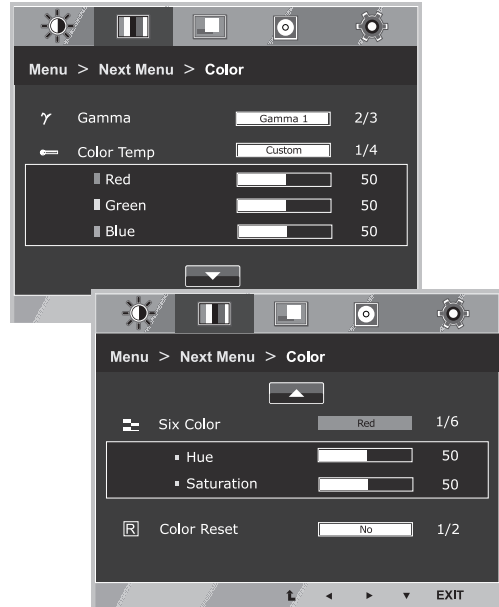 Menu > Next Menu > Color
γ Gamma Gamma 1 2/3
Color Temp Custom 1/4
Red 50
Green 50
Blue 50
Menu > Next Menu > Color
Six Color Red 1/6
Hue 50
Saturation 50
R Color Reset No 1/2
EXIT